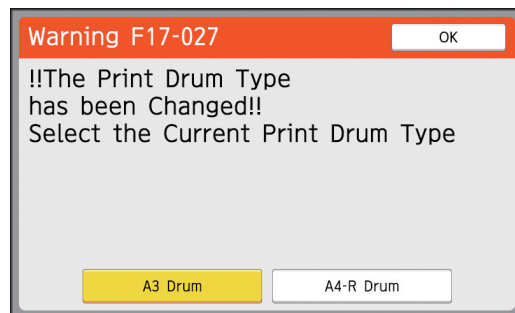 Warning F17-027
OK
!!The Print Drum Type
has been Changed!!
Select the Current Print Drum Type
A3 Drum
A4-R Drum